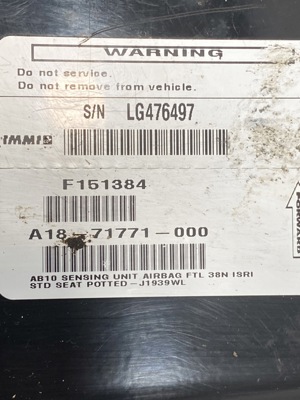 WARNING
Do not service.
Do not remove from vehicle.
S/N LG476497
IMMI
F151384
A18-71771-000
AB10 SENSING UNIT AIRBAG FTL 38N ISRI
STD SEAT POTTED-J1939WL
FORWARD